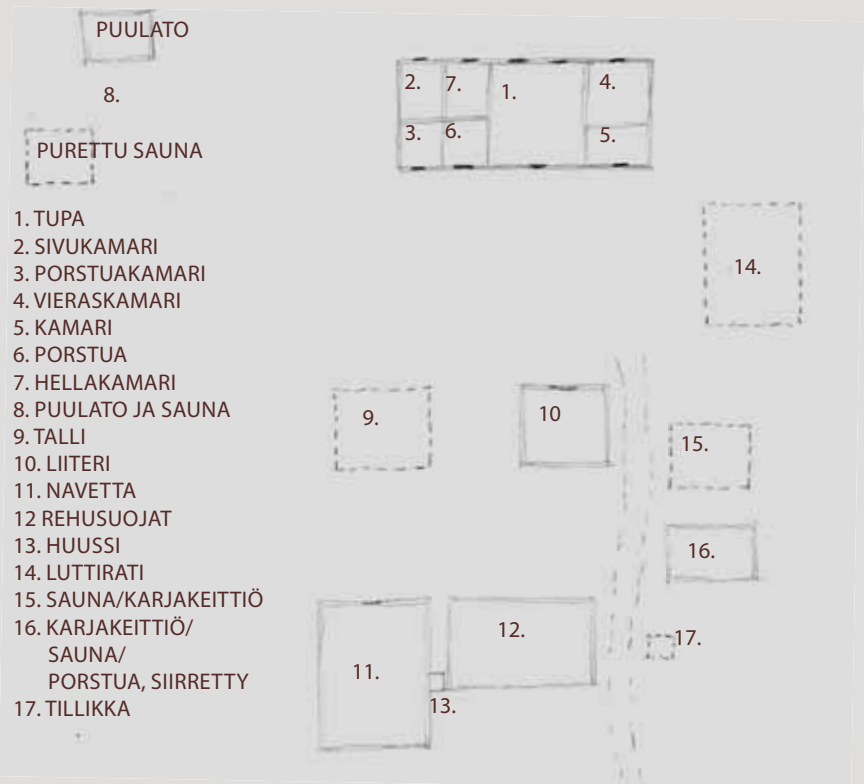 PUULATO
8.
PURETTU SAUNA
1. TUPA
2. SIVUKAMARI
3. PORSTUAKAMARI
4. VIERASKAMARI
5. KAMARI
6. PORSTUA
7. HELLAKAMARI
8. PUULATO JA SAUNA
9. TALLI
10. LIITERI
11. NAVETTA
12 REHUSUOJAT
13. HUUSSI
14. LUTTIRATI
15. SAUNA/KARJAKEITTIÖ
16. KARJAKEITTIÖ/
SAUNA/
PORSTUA, SIIRRETTY
17. TILLIKKA
2. 7. 1. 4.
3. 6. 5.
14.
9. 10
15.
16.
12.
17.
11.
13.